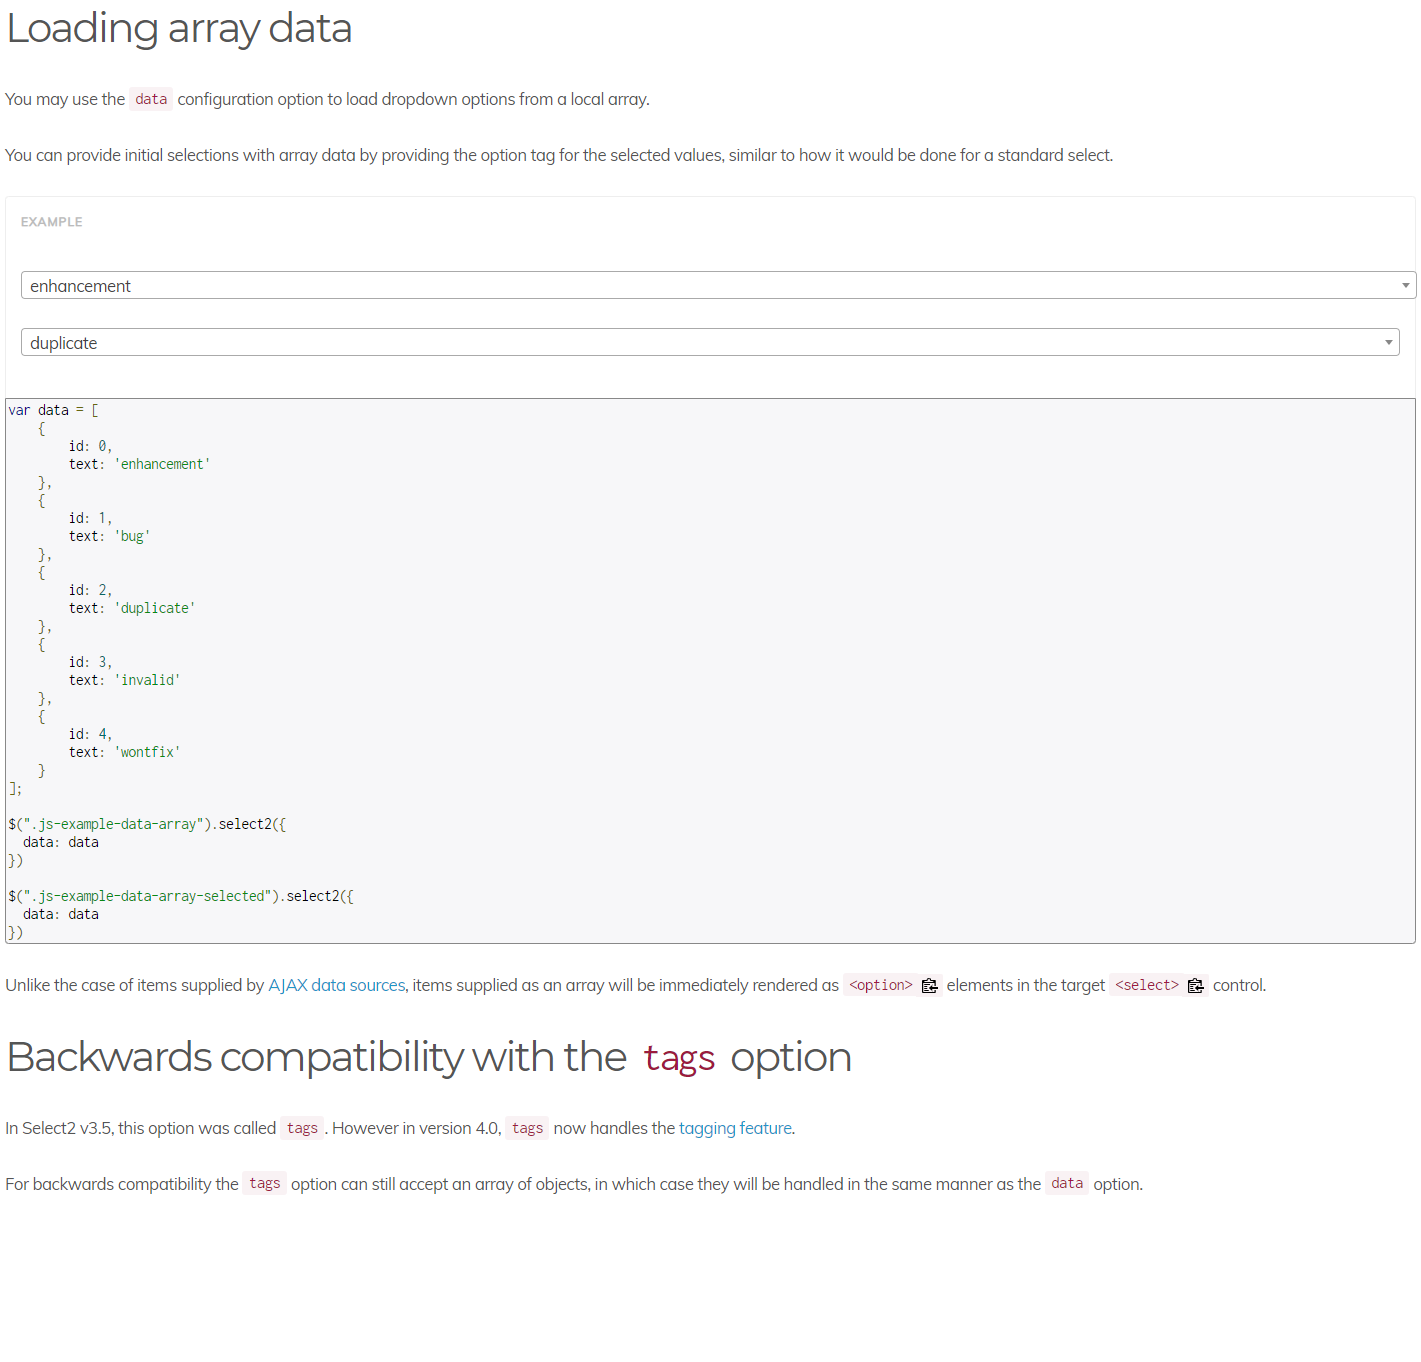 Loading array data
You may use the data configuration option to load dropdown options from a local array.
You can provide initial selections with array data by providing the option tag for the selected values, similar to how it would be done for a standard select.
EXAMPLE
enhancement
duplicate
var data = [
    {
        id: 0,
        text: 'enhancement'
    },
    {
        id: 1,
        text: 'bug'
    },
    {
        id: 2,
        text: 'duplicate'
    },
    {
        id: 3,
        text: 'invalid'
    },
    {
        id: 4,
        text: 'wontfix'
    }
];

$(".js-example-data-array").select2({
  data: data
})

$(".js-example-data-array-selected").select2({
  data: data
})
Unlike the case of items supplied by AJAX data sources, items supplied as an array will be immediately rendered as <option> elements in the target <select> control.
Backwards compatibility with the tags option
In Select2 v3.5, this option was called tags. However in version 4.0, tags now handles the tagging feature.
For backwards compatibility the tags option can still accept an array of objects, in which case they will be handled in the same manner as the data option.